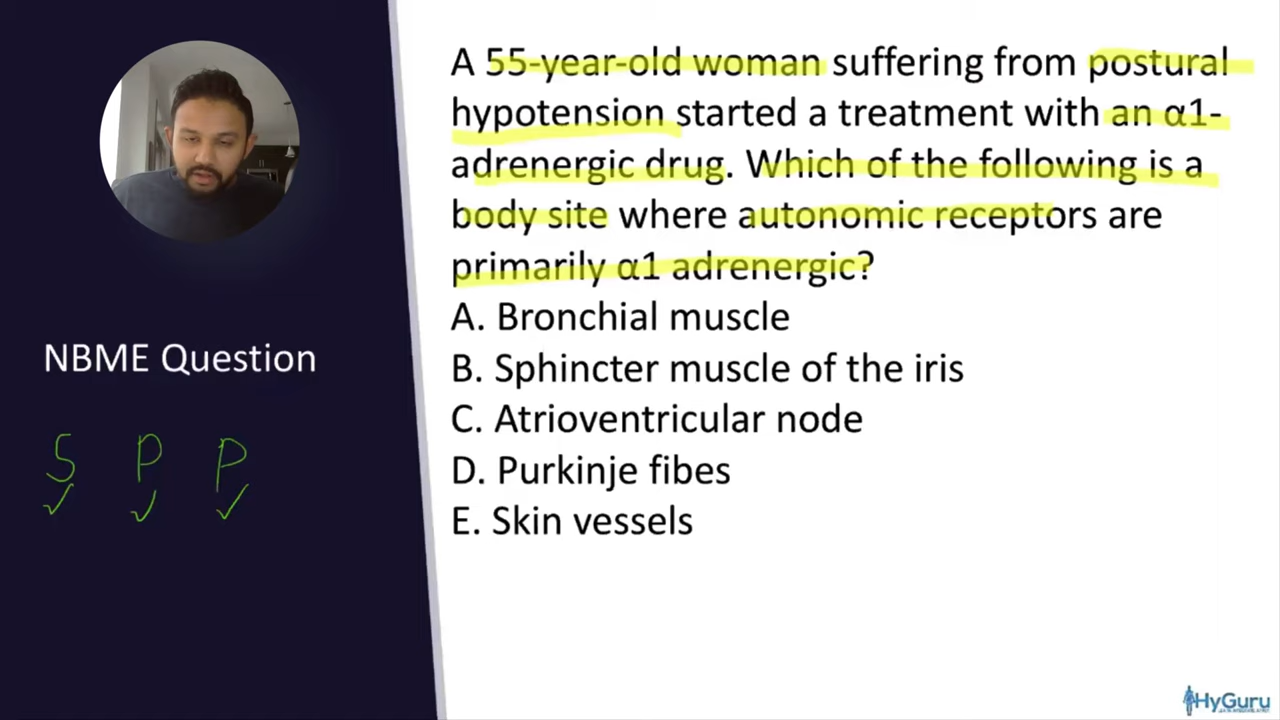 A 55-year-old woman suffering from postural
hypotension started a treatment with an α1-
adrenergic drug. Which of the following is a
body site where autonomic receptors are
primarily α1 adrenergic?
A. Bronchial muscle
B. Sphincter muscle of the iris
C. Atrioventricular node
D. Purkinje fibes
E. Skin vessels
NBME Question
S P P
HyGuru